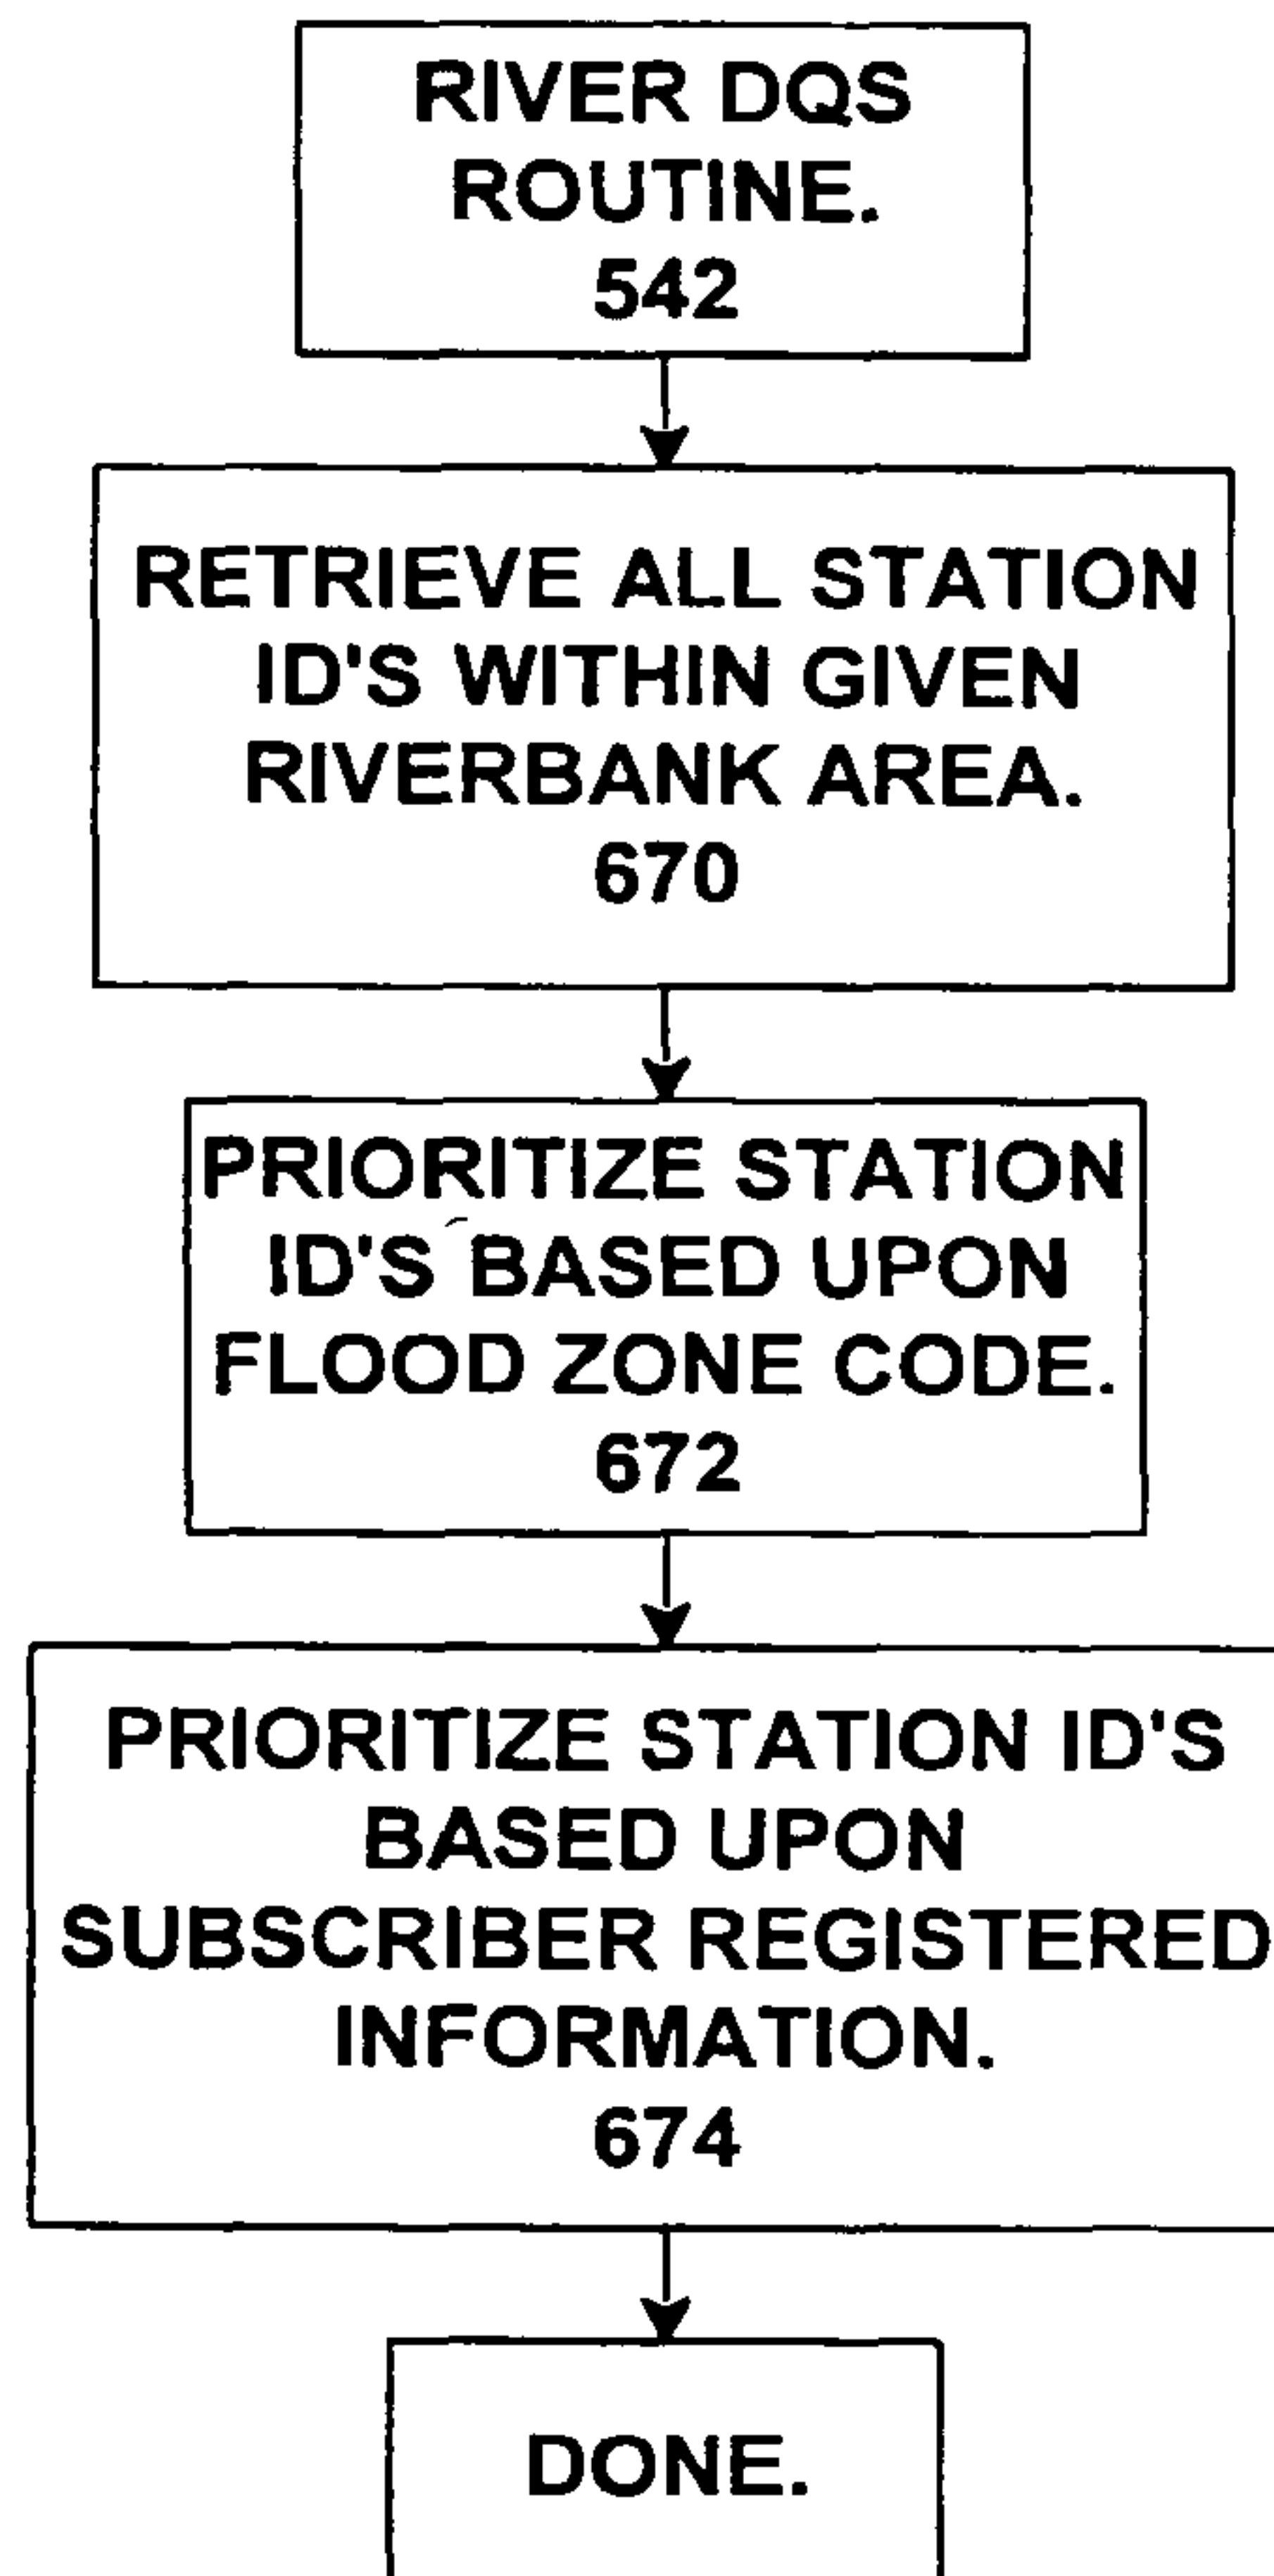 RIVER DQS
ROUTINE.
542
RETRIEVE ALL STATION
ID'S WITHIN GIVEN
RIVERBANK AREA.
670
PRIORITIZE STATION
ID'S BASED UPON
FLOOD ZONE CODE.
672
PRIORITIZE STATION ID'S
BASED UPON
SUBSCRIBER REGISTERED
INFORMATION.
674
DONE.